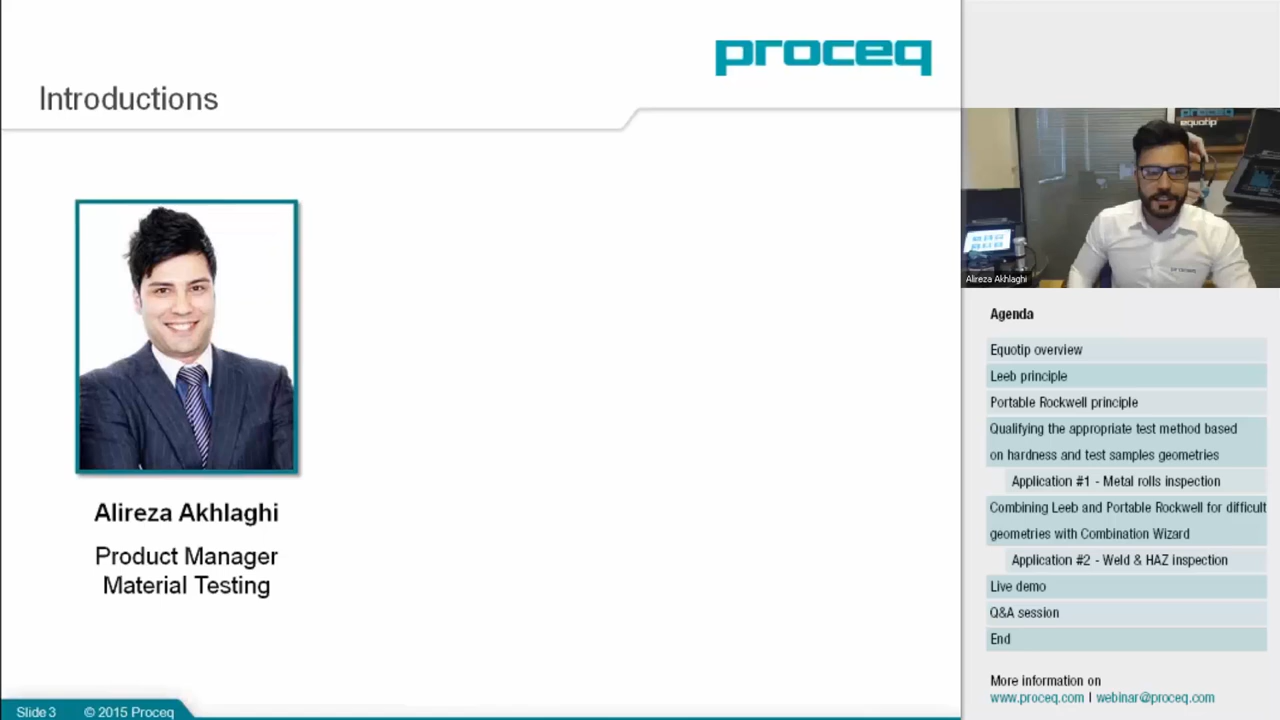 proceq
Introductions
Alireza Akhlaghi
Product Manager
Material Testing
Slide 3 © 2015 Proceq
proceq
equotip
Alireza Akhlaghi
Agenda
Equotip overview
Leeb principle
Portable Rockwell principle
Qualifying the appropriate test method based
on hardness and test samples geometries
Application #1 - Metal rolls inspection
Combining Leeb and Portable Rockwell for difficult
geometries with Combination Wizard
Application #2 - Weld & HAZ inspection
Live demo
Q&A session
End
More information on
www.proceq.com I webinar@proceq.com